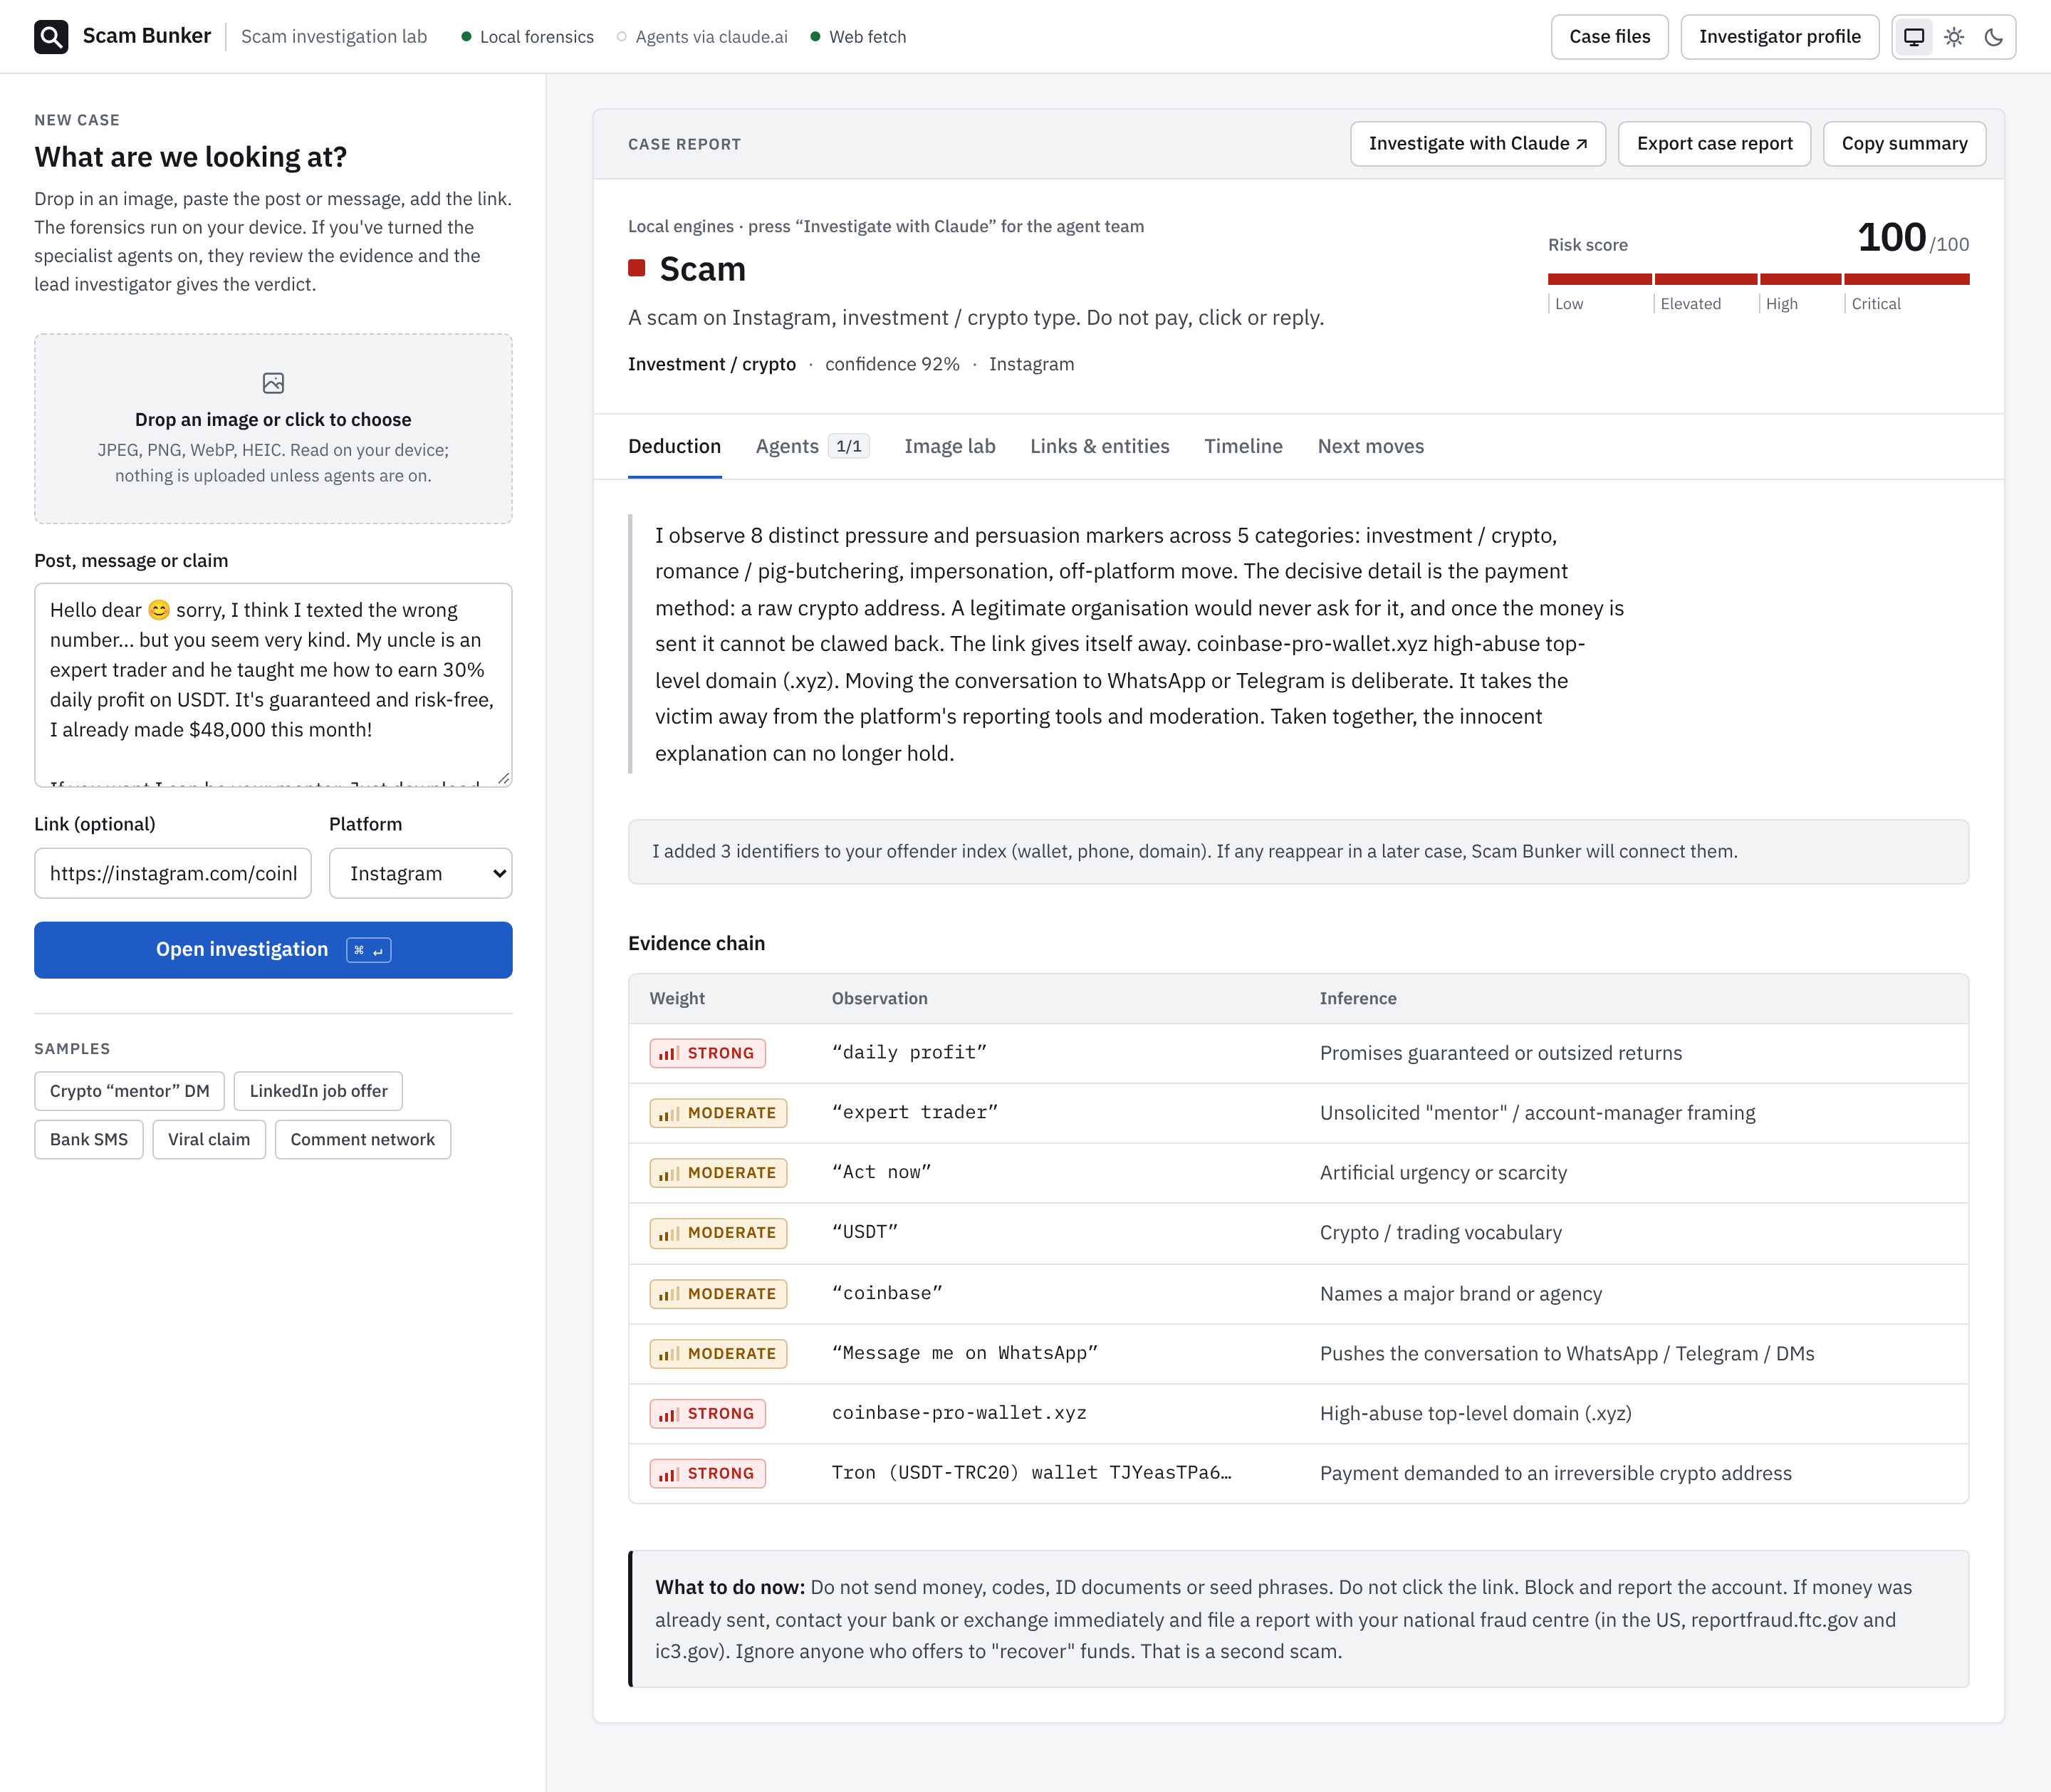 Scam Bunker
Scam investigation lab
Local forensics
Agents via claude.ai
Web fetch
Case files
Investigator profile
NEW CASE
What are we looking at?
Drop in an image, paste the post or message, add the link.
The forensics run on your device. If you've turned the
specialist agents on, they review the evidence and the
lead investigator gives the verdict.
Drop an image or click to choose
JPEG, PNG, WebP, HEIC. Read on your device;
nothing is uploaded unless agents are on.
Post, message or claim
Hello dear 😊 sorry, I think I texted the wrong
number... but you seem very kind. My uncle is an
expert trader and he taught me how to earn 30%
daily profit on USDT. It's guaranteed and risk-free,
I already made $48,000 this month!
Link (optional)
Platform
https://instagram.com/coinl
Instagram
Open investigation ⌘ ↵
SAMPLES
Crypto “mentor” DM
LinkedIn job offer
Bank SMS
Viral claim
Comment network
CASE REPORT
Investigate with Claude ↗
Export case report
Copy summary
Local engines · press “Investigate with Claude” for the agent team
Scam
A scam on Instagram, investment / crypto type. Do not pay, click or reply.
Investment / crypto · confidence 92% · Instagram
Risk score
100/100
Low
Elevated
High
Critical
Deduction
Agents 1/1
Image lab
Links & entities
Timeline
Next moves
I observe 8 distinct pressure and persuasion markers across 5 categories: investment / crypto,
romance / pig-butchering, impersonation, off-platform move. The decisive detail is the payment
method: a raw crypto address. A legitimate organisation would never ask for it, and once the money is
sent it cannot be clawed back. The link gives itself away. coinbase-pro-wallet.xyz high-abuse top-
level domain (.xyz). Moving the conversation to WhatsApp or Telegram is deliberate. It takes the
victim away from the platform's reporting tools and moderation. Taken together, the innocent
explanation can no longer hold.
I added 3 identifiers to your offender index (wallet, phone, domain). If any reappear in a later case, Scam Bunker will connect them.
Evidence chain
Weight Observation Inference
STRONG “daily profit” Promises guaranteed or outsized returns
MODERATE “expert trader” Unsolicited "mentor" / account-manager framing
MODERATE “Act now” Artificial urgency or scarcity
MODERATE “USDT” Crypto / trading vocabulary
MODERATE “coinbase” Names a major brand or agency
MODERATE “Message me on WhatsApp” Pushes the conversation to WhatsApp / Telegram / DMs
STRONG coinbase-pro-wallet.xyz High-abuse top-level domain (.xyz)
STRONG Tron (USDT-TRC20) wallet TJYeasTPa6… Payment demanded to an irreversible crypto address
What to do now: Do not send money, codes, ID documents or seed phrases. Do not click the link. Block and report the account. If money was
already sent, contact your bank or exchange immediately and file a report with your national fraud centre (in the US, reportfraud.ftc.gov and
ic3.gov). Ignore anyone who offers to "recover" funds. That is a second scam.